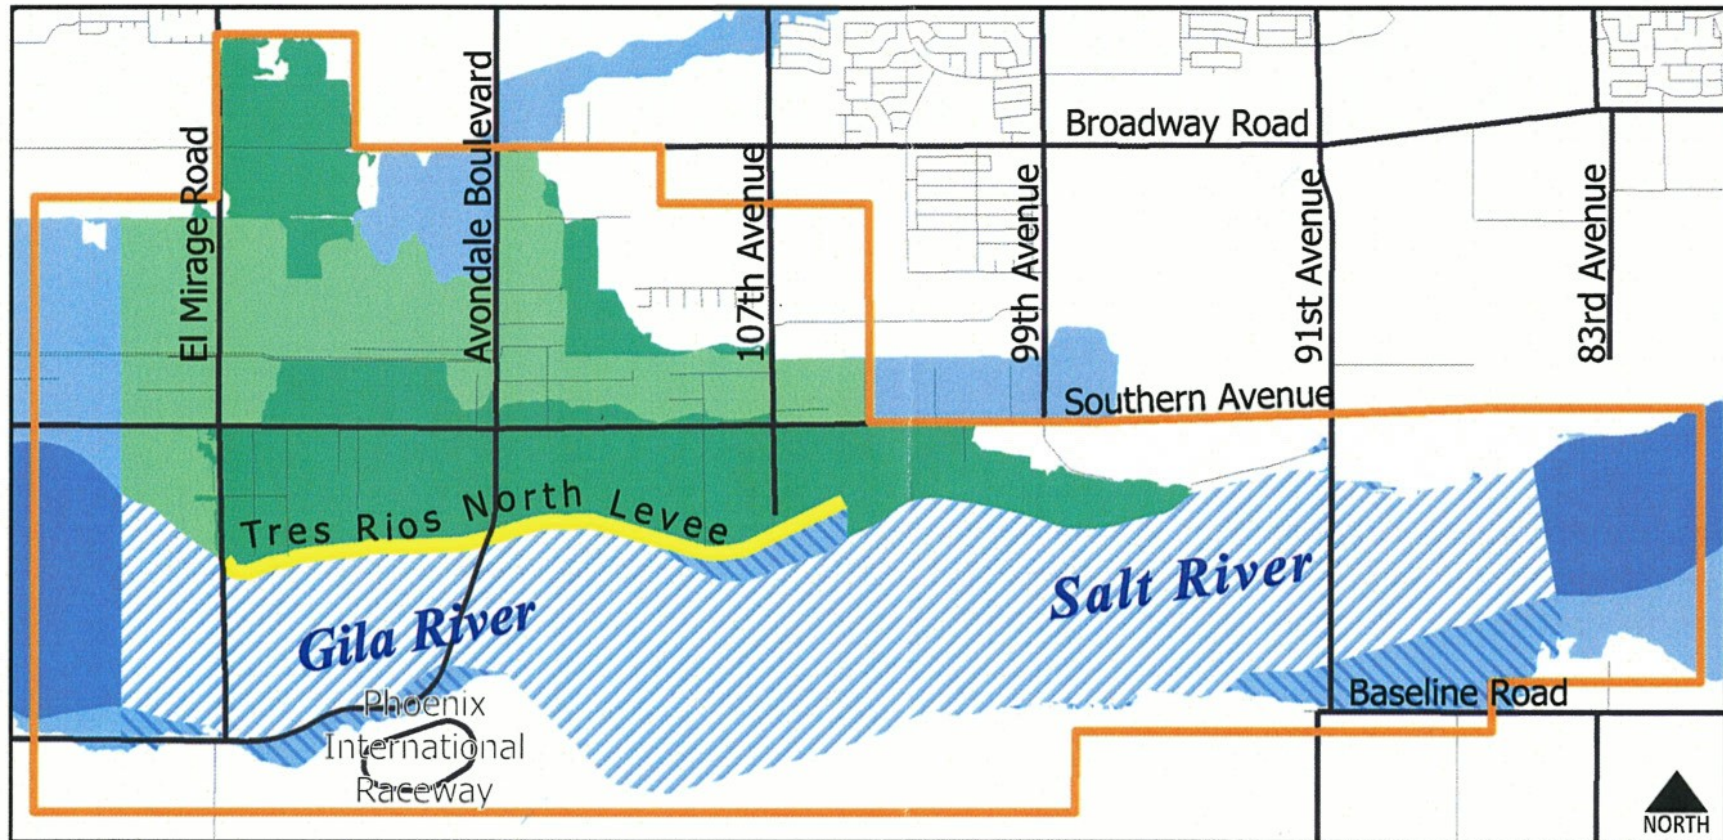 Broadway Road
El Mirage Road
Avondale Boulevard
107th Avenue
99th Avenue
91st Avenue
83rd Avenue
Southern Avenue
Tres Rios North Levee
Salt River
Gila River
Baseline Road
Phoenix
International
Raceway
NORTH